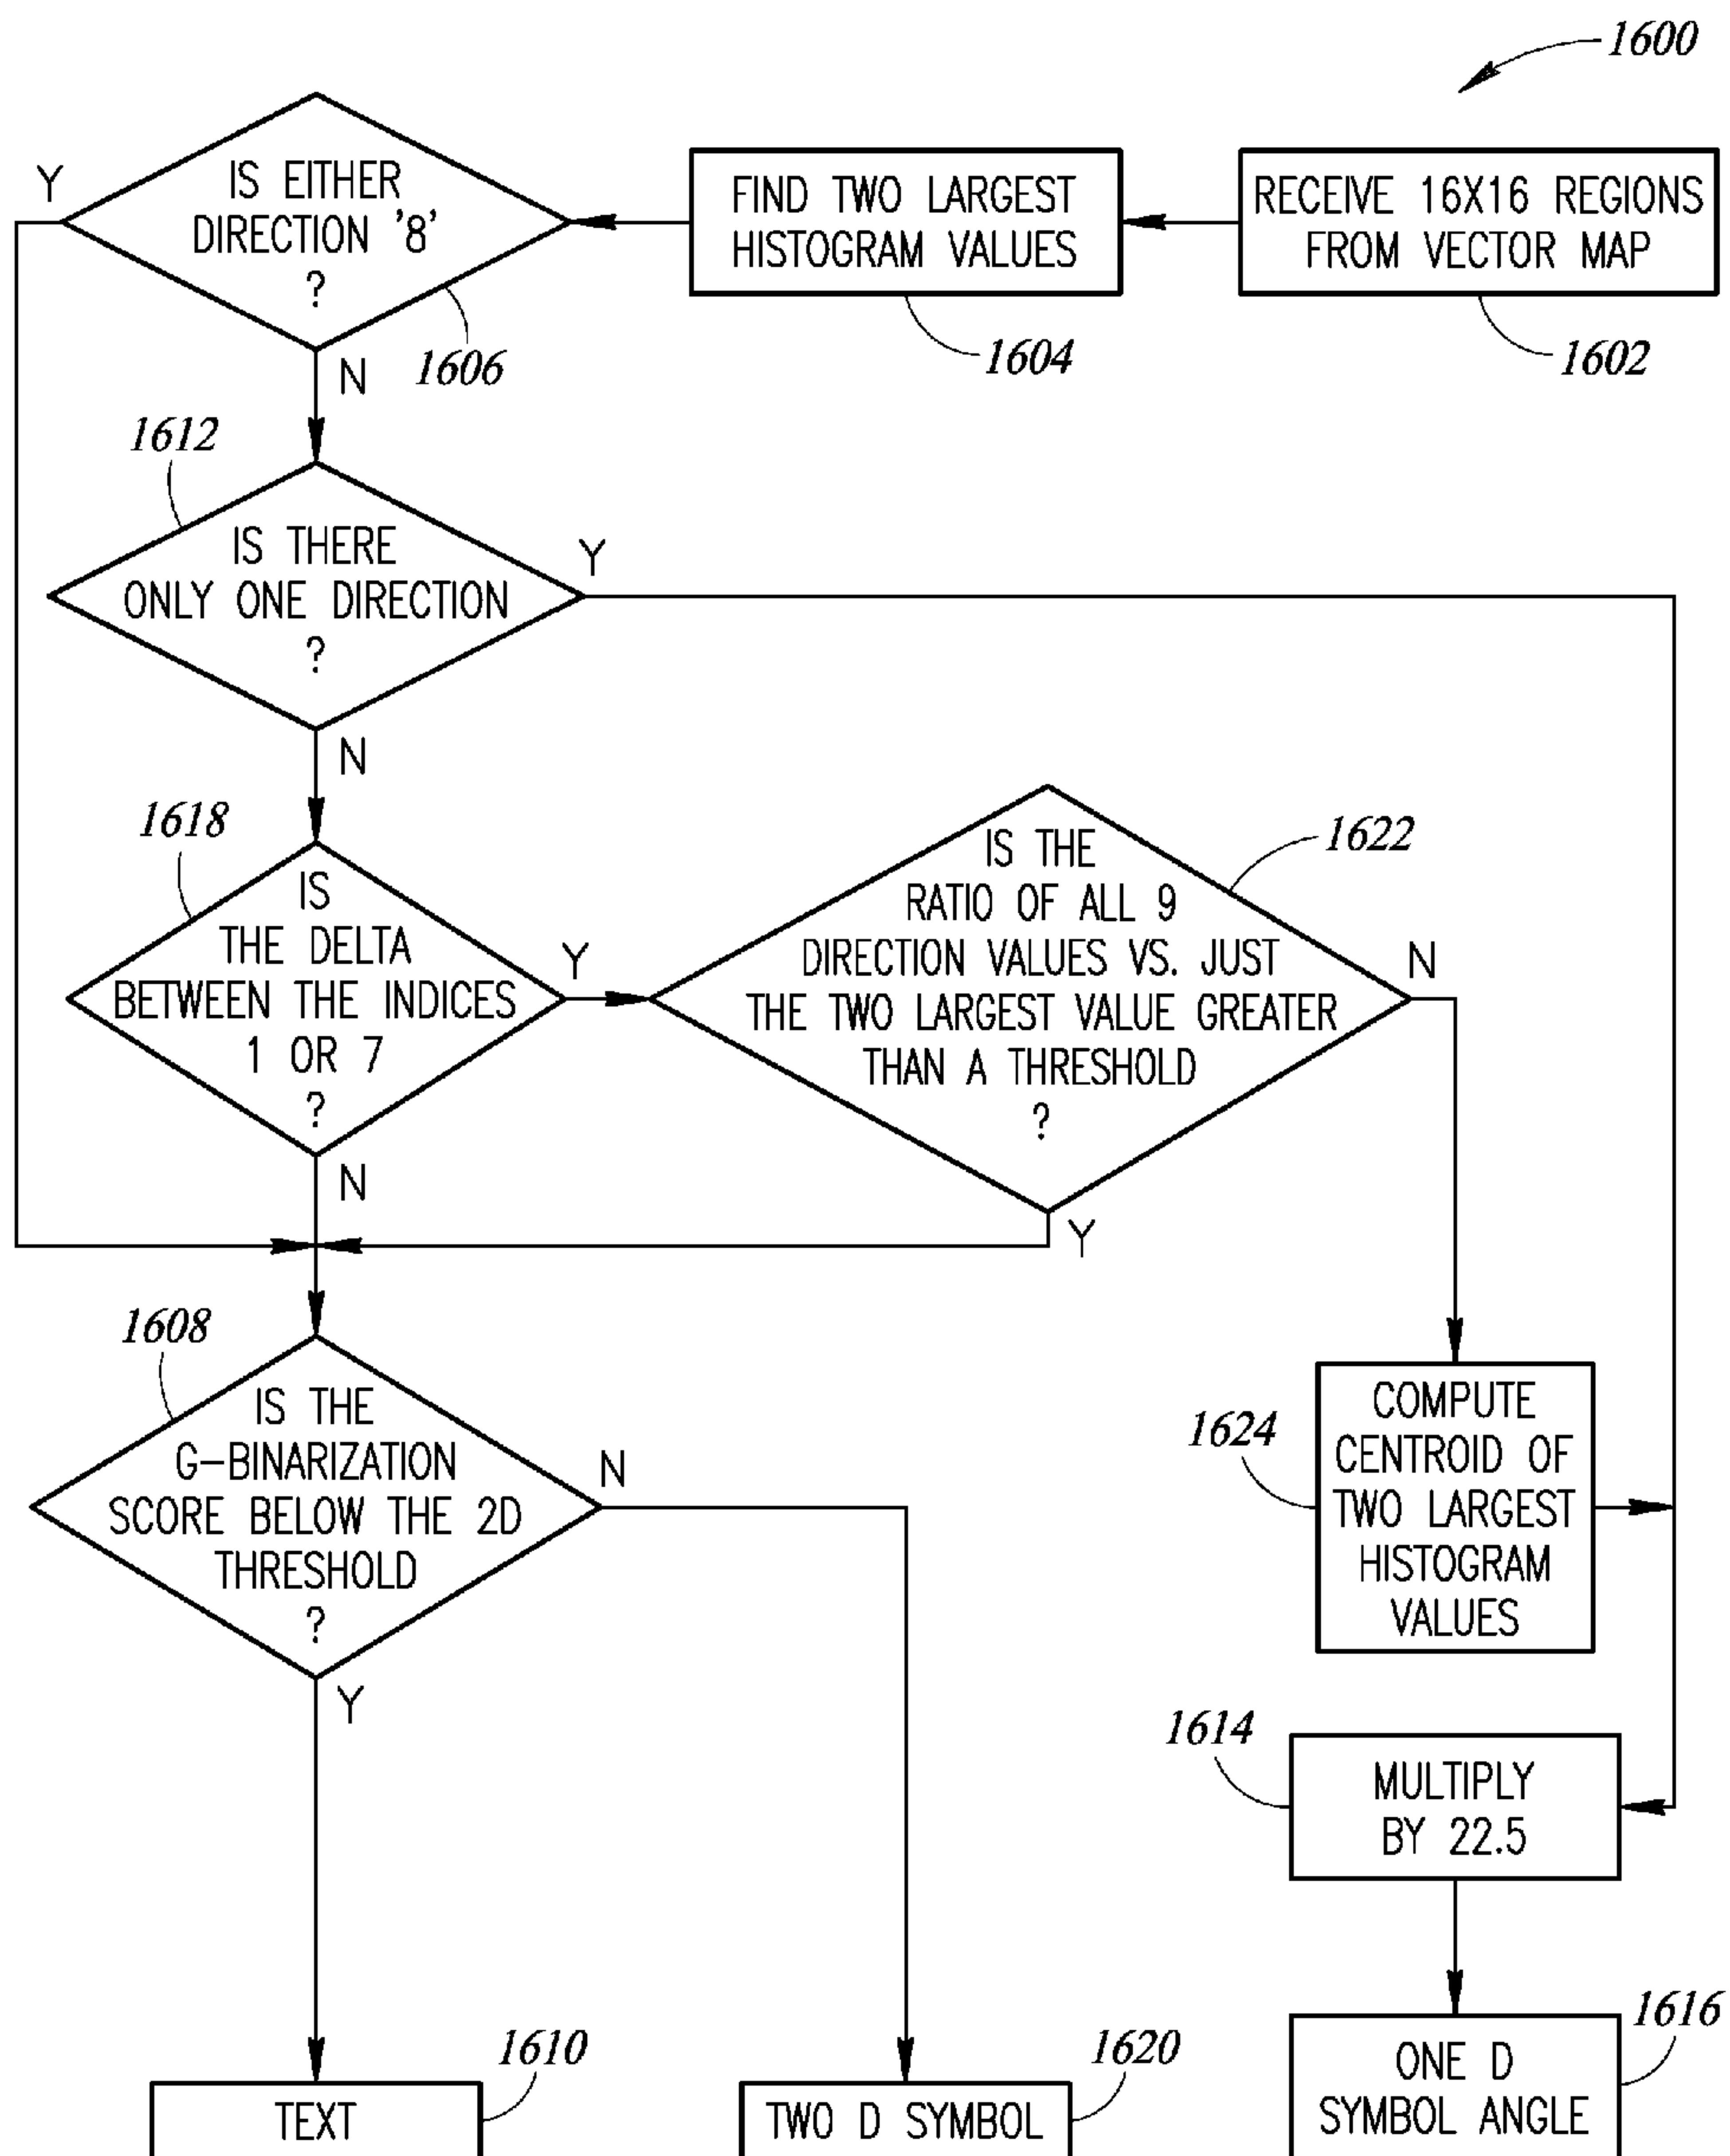 1600
Y
IS EITHER
DIRECTION '8'
?
1606
N
FIND TWO LARGEST
HISTOGRAM VALUES
1604
RECEIVE 16X16 REGIONS
FROM VECTOR MAP
1602
1612
IS THERE
ONLY ONE DIRECTION
?
Y
N
1618
IS
THE DELTA
BETWEEN THE INDICES
1 OR 7
?
Y
N
1622
IS THE
RATIO OF ALL 9
DIRECTION VALUES VS. JUST
THE TWO LARGEST VALUE GREATER
THAN A THRESHOLD
?
N
Y
1608
IS THE
G-BINARIZATION
SCORE BELOW THE 2D
THRESHOLD
?
N
Y
1624
COMPUTE
CENTROID OF
TWO LARGEST
HISTOGRAM
VALUES
1614
MULTIPLY
BY 22.5
1610
TEXT
1620
TWO D SYMBOL
1616
ONE D
SYMBOL ANGLE